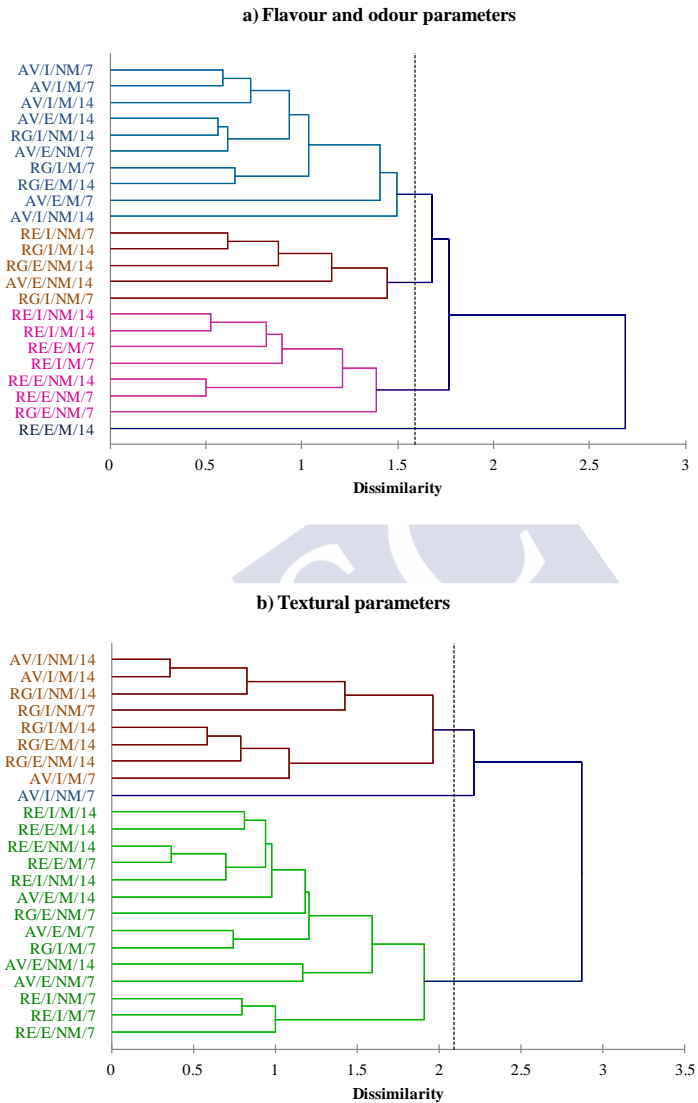 a) Flavour and odour parameters
AV/I/NM/7
AV/I/M/7
AV/I/M/14
AV/E/M/14
RG/I/NM/14
AV/E/NM/7
RG/I/M/7
RG/E/M/14
AV/E/M/7
AV/I/NM/14
RE/I/NM/7
RG/I/M/14
RG/E/NM/14
AV/E/NM/14
RG/I/NM/7
RE/I/NM/14
RE/I/M/14
RE/E/M/7
RE/I/M/7
RE/E/NM/14
RE/E/NM/7
RG/E/NM/7
RE/E/M/14
0 0.5 1 1.5 2 2.5 3
Dissimilarity
b) Textural parameters
AV/I/NM/14
AV/I/M/14
RG/I/NM/14
RG/I/NM/7
RG/I/M/14
RG/E/M/14
RG/E/NM/14
AV/I/M/7
AV/I/NM/7
RE/I/M/14
RE/E/M/14
RE/E/NM/14
RE/E/M/7
RE/I/NM/14
AV/E/M/14
RG/E/NM/7
AV/E/M/7
RG/I/M/7
AV/E/NM/14
AV/E/NM/7
RE/I/NM/7
RE/I/M/7
RE/E/NM/7
0 0.5 1 1.5 2 2.5 3 3.5
Dissimilarity